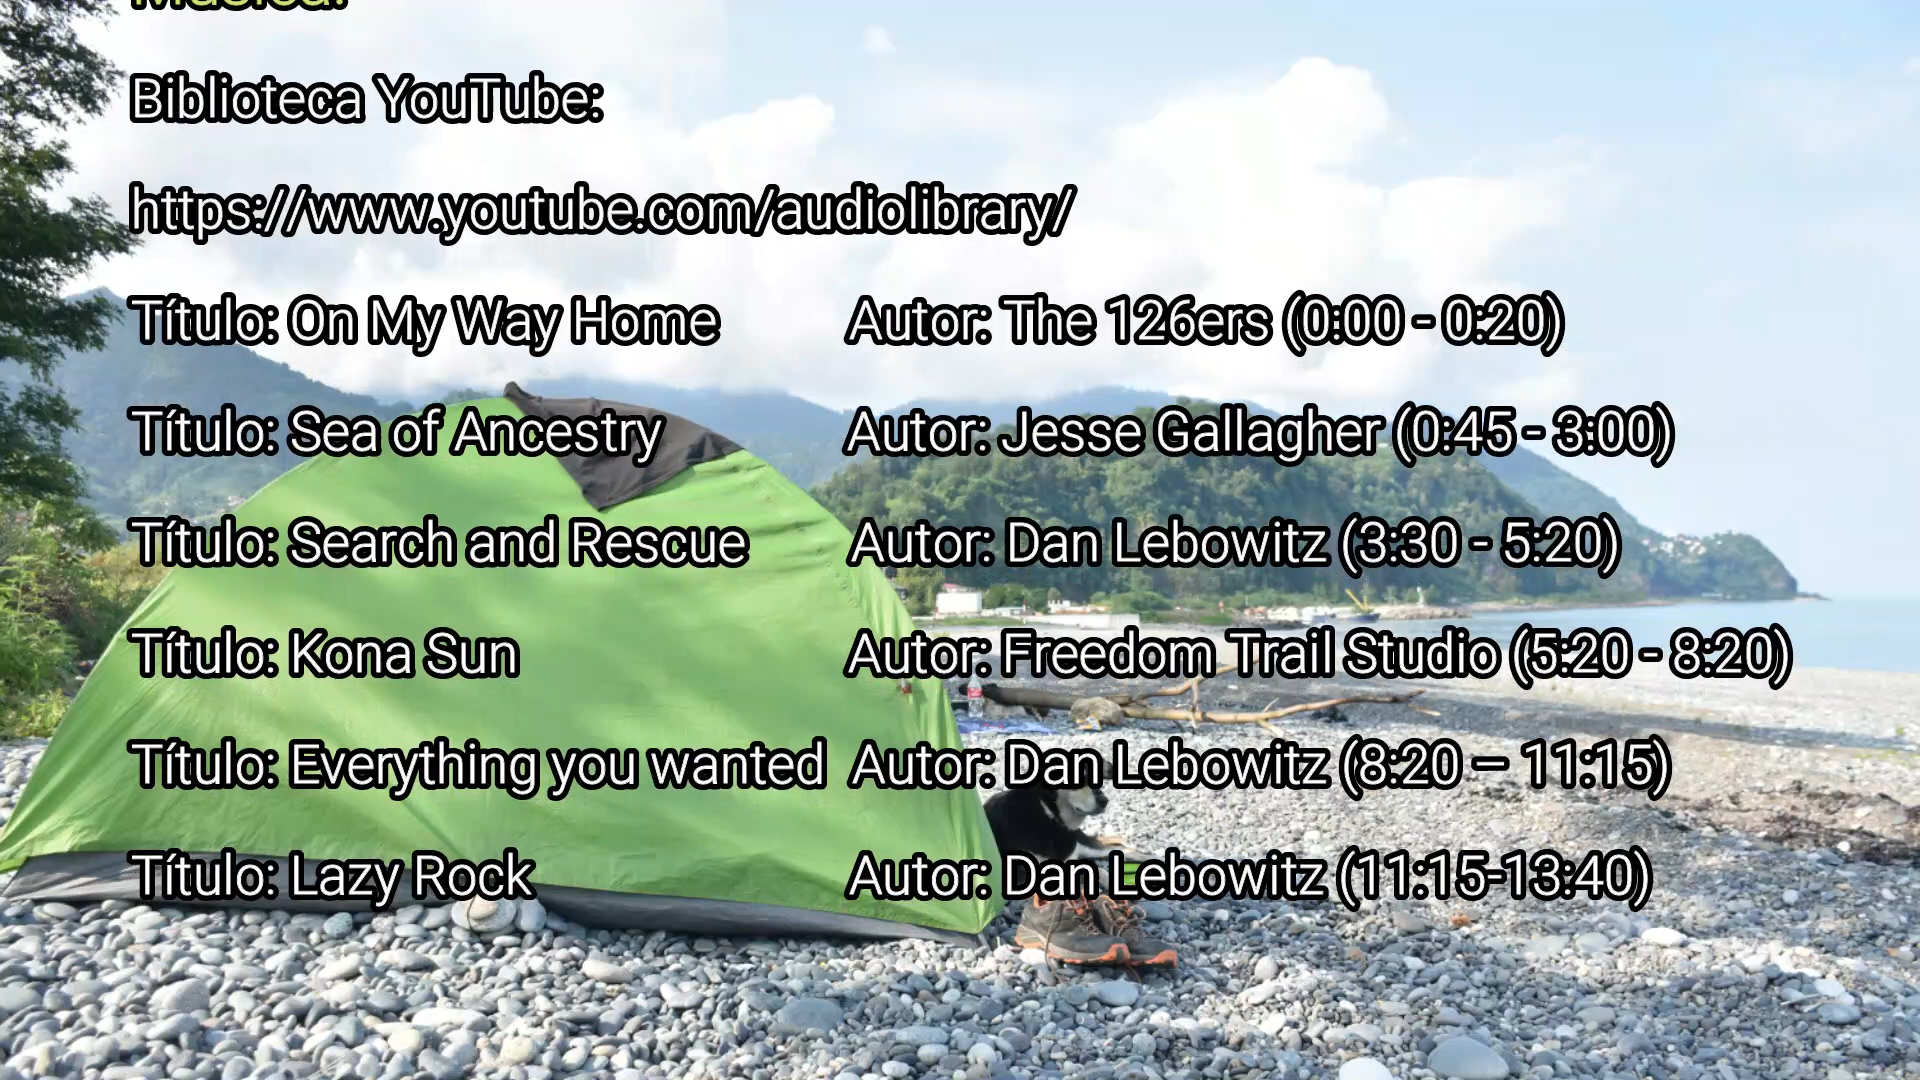 Música:
Biblioteca YouTube:
https://www.youtube.com/audiolibrary/
Título: On My Way Home Autor: The 126ers (0:00 - 0:20)
Título: Sea of Ancestry Autor: Jesse Gallagher (0:45 - 3:00)
Título: Search and Rescue Autor: Dan Lebowitz (3:30 - 5:20)
Título: Kona Sun Autor: Freedom Trail Studio (5:20 - 8:20)
Título: Everything you wanted Autor: Dan Lebowitz (8:20 – 11:15)
Título: Lazy Rock Autor: Dan Lebowitz (11:15-13:40)